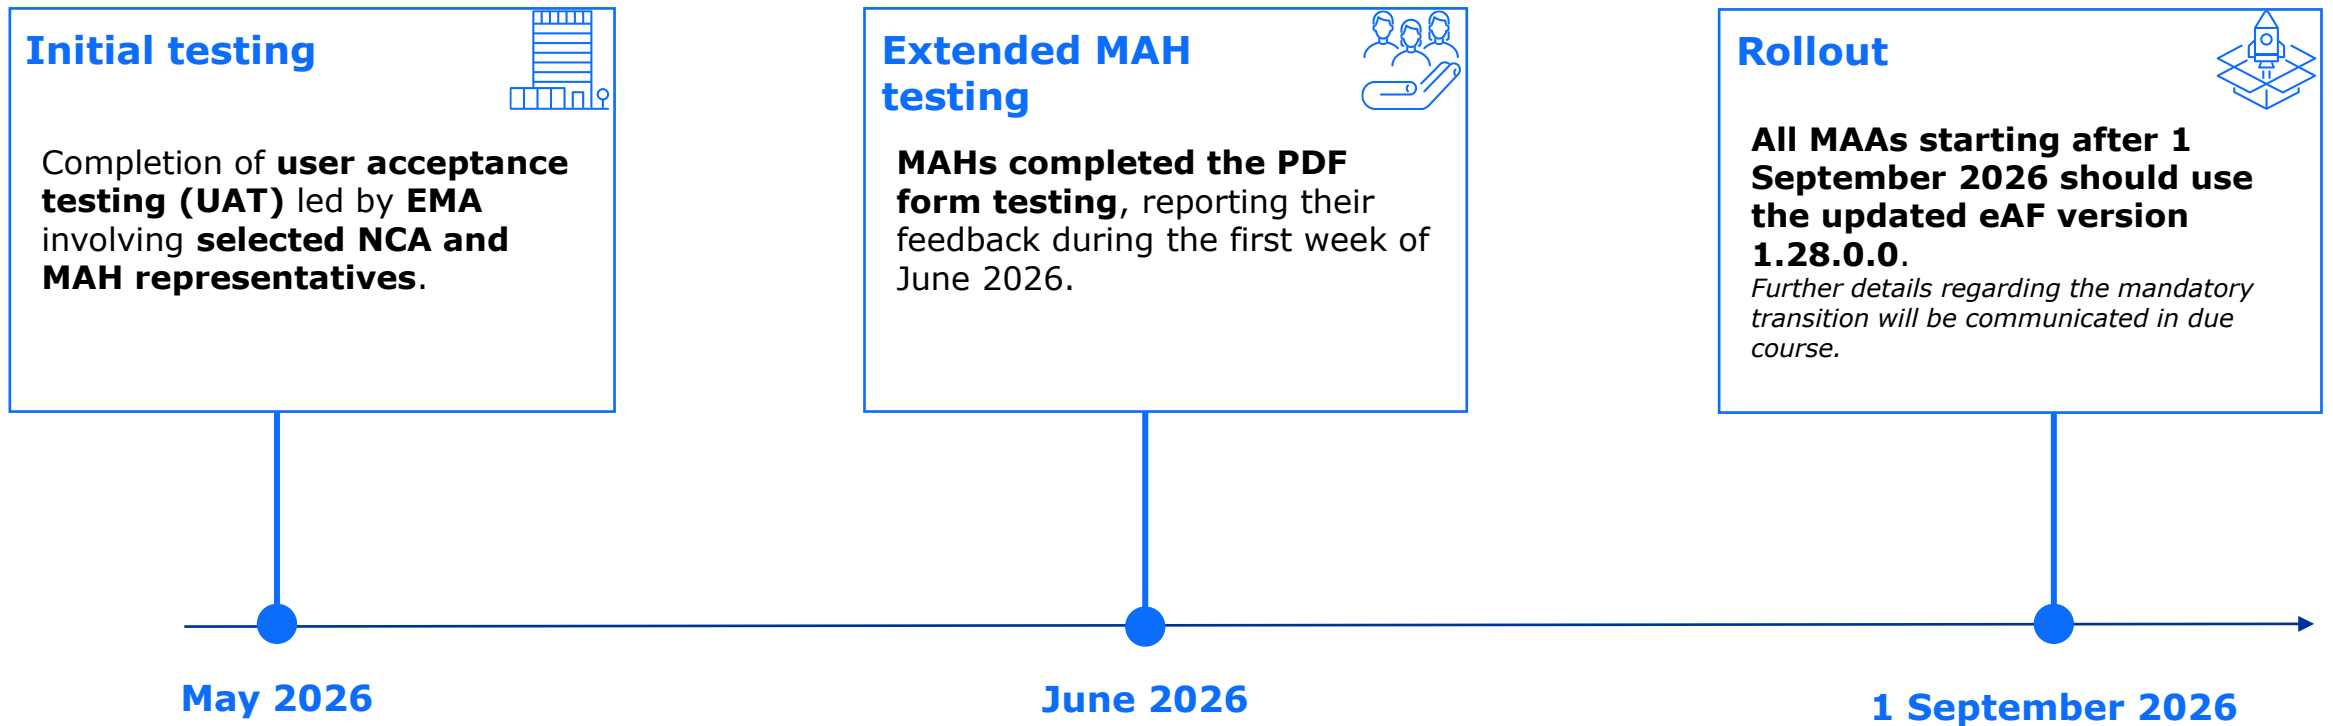 Initial testing
Completion of user acceptance
testing (UAT) led by EMA
involving selected NCA and
MAH representatives.
Extended MAH
testing
MAHs completed the PDF
form testing, reporting their
feedback during the first week of
June 2026.
Rollout
All MAAs starting after 1
September 2026 should use
the updated eAF version
1.28.0.0.
Further details regarding the mandatory
transition will be communicated in due
course.
May 2026
June 2026
1 September 2026